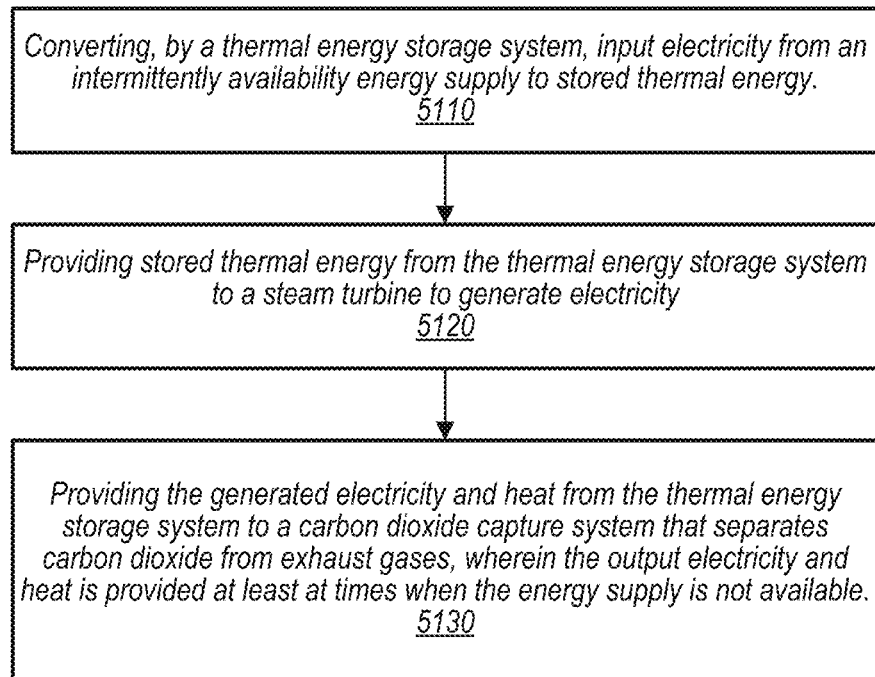 Converting, by a thermal energy storage system, input electricity from an
intermittently availability energy supply to stored thermal energy.
5110
Providing stored thermal energy from the thermal energy storage system
to a steam turbine to generate electricity
5120
Providing the generated electricity and heat from the thermal energy
storage system to a carbon dioxide capture system that separates
carbon dioxide from exhaust gases, wherein the output electricity and
heat is provided at least at times when the energy supply is not available.
5130